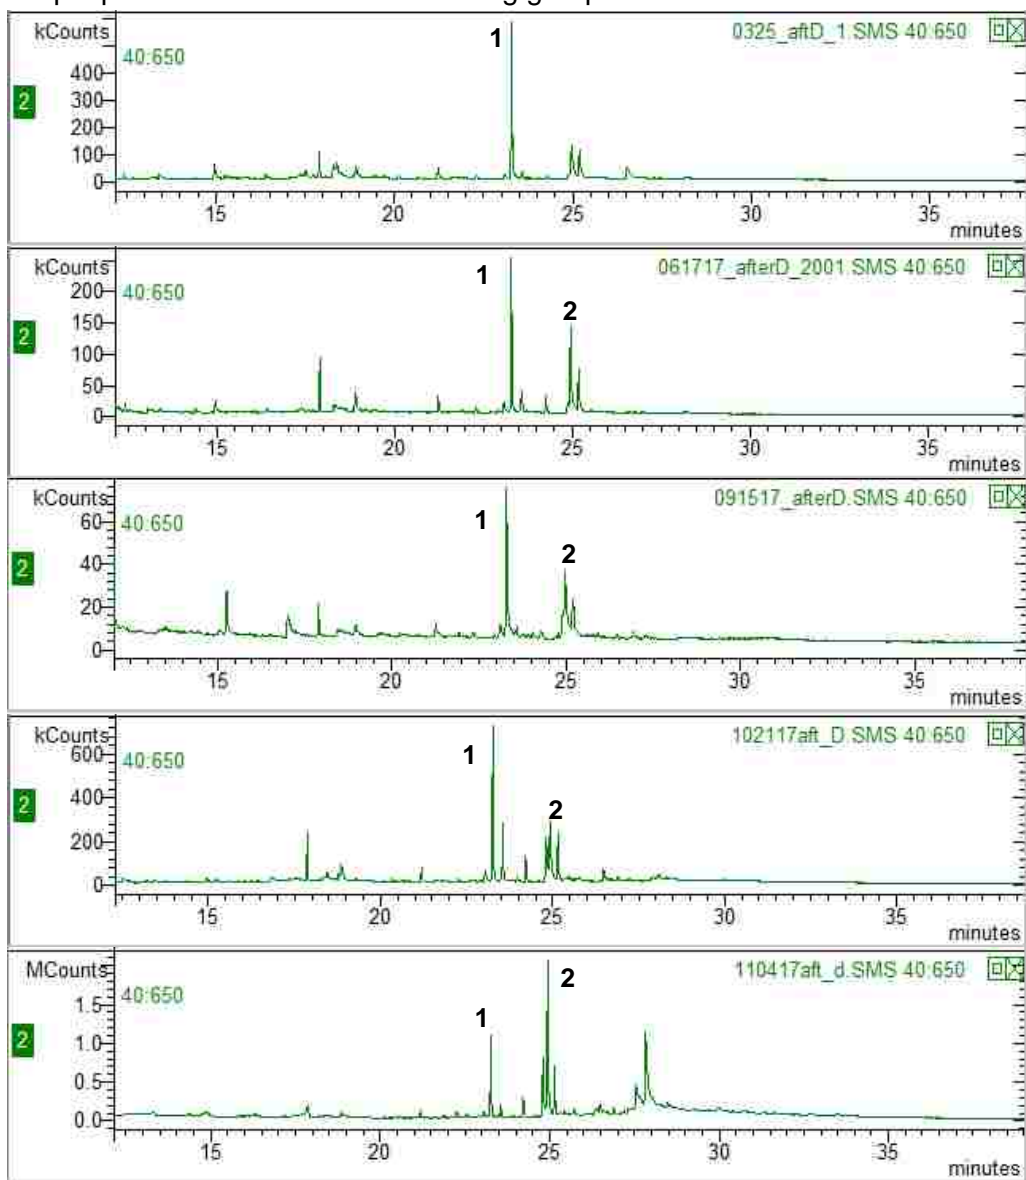 kCounts 1 0325_aftD_1.SMS 40:650
40:650
400
300
2
200
100
0
15 20 25 30 35
minutes
kCounts 1 061717_afterD_2001.SMS 40:650
200 40:650
2
150
2
100
50
0
15 20 25 30 35
minutes
kCounts 091517_afterD.SMS 40:650
60 40:650 1
2
40
2
20
0
15 20 25 30 35
minutes
kCounts 102117aft_D.SMS 40:650
600 1
40:650
400 2
2
200
0
15 20 25 30 35
minutes
MCounts 2 110417aft_d.SMS 40:650
40:650
1.5 1
1.0
2
0.5
0.0
15 20 25 30 35
minutes